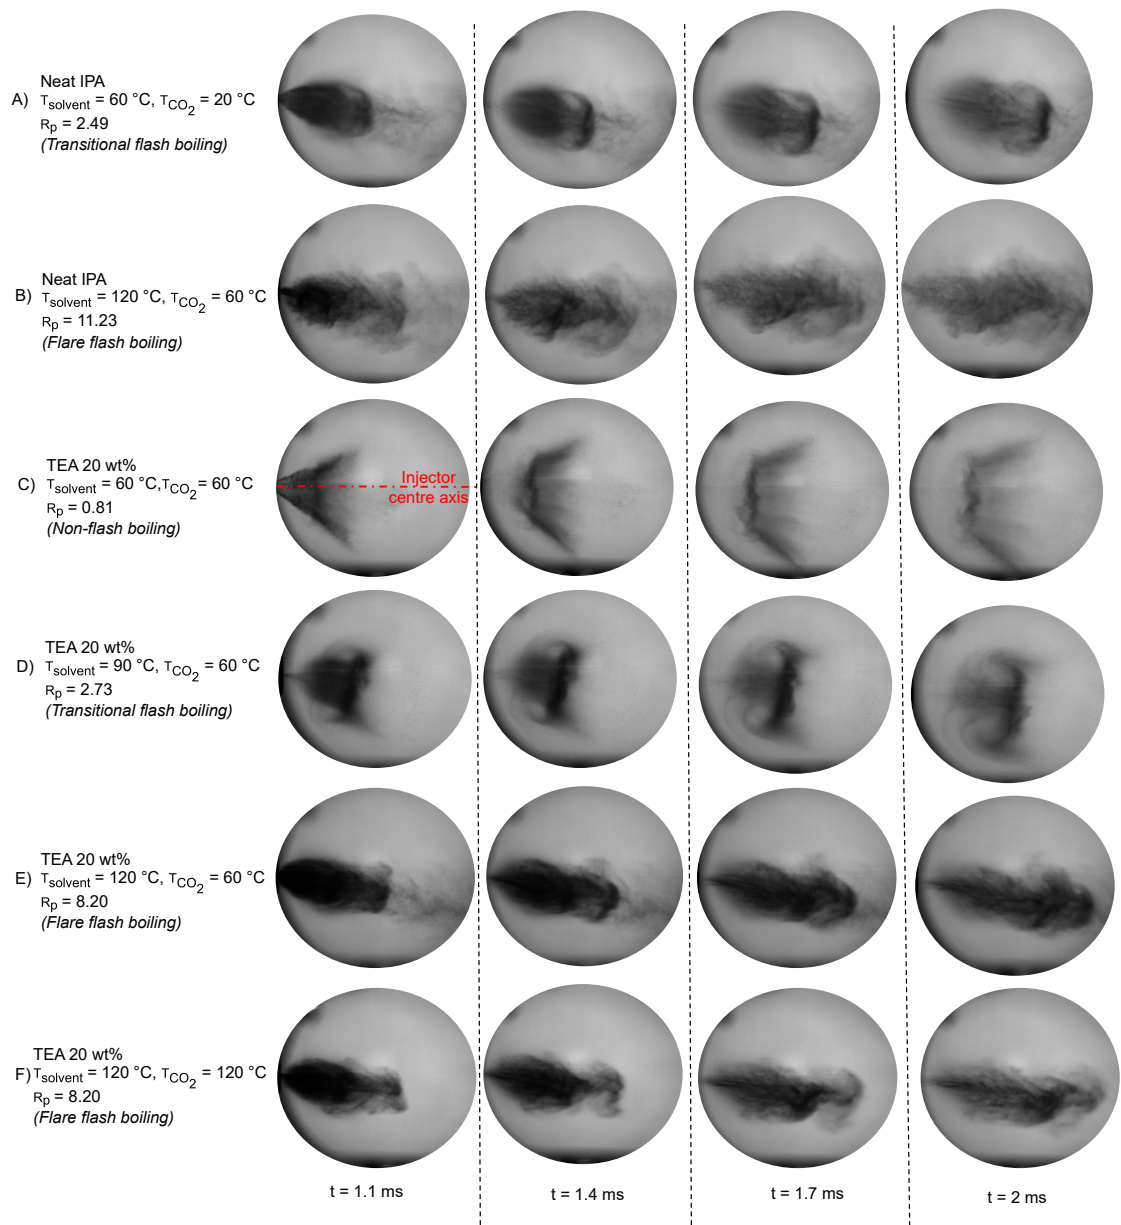 A)
Neat IPA
Tsolvent = 60 °C, TCO2 = 20 °C
Rp = 2.49
(Transitional flash boiling)
B)
Neat IPA
Tsolvent = 120 °C, TCO2 = 60 °C
Rp = 11.23
(Flare flash boiling)
C)
TEA 20 wt%
Tsolvent = 60 °C,TCO2 = 60 °C
Rp = 0.81
(Non-flash boiling)
Injector
centre axis
D)
TEA 20 wt%
Tsolvent = 90 °C, TCO2 = 60 °C
Rp = 2.73
(Transitional flash boiling)
E)
TEA 20 wt%
Tsolvent = 120 °C, TCO2 = 60 °C
Rp = 8.20
(Flare flash boiling)
F)
TEA 20 wt%
Tsolvent = 120 °C, TCO2 = 120 °C
Rp = 8.20
(Flare flash boiling)
t = 1.1 ms
t = 1.4 ms
t = 1.7 ms
t = 2 ms